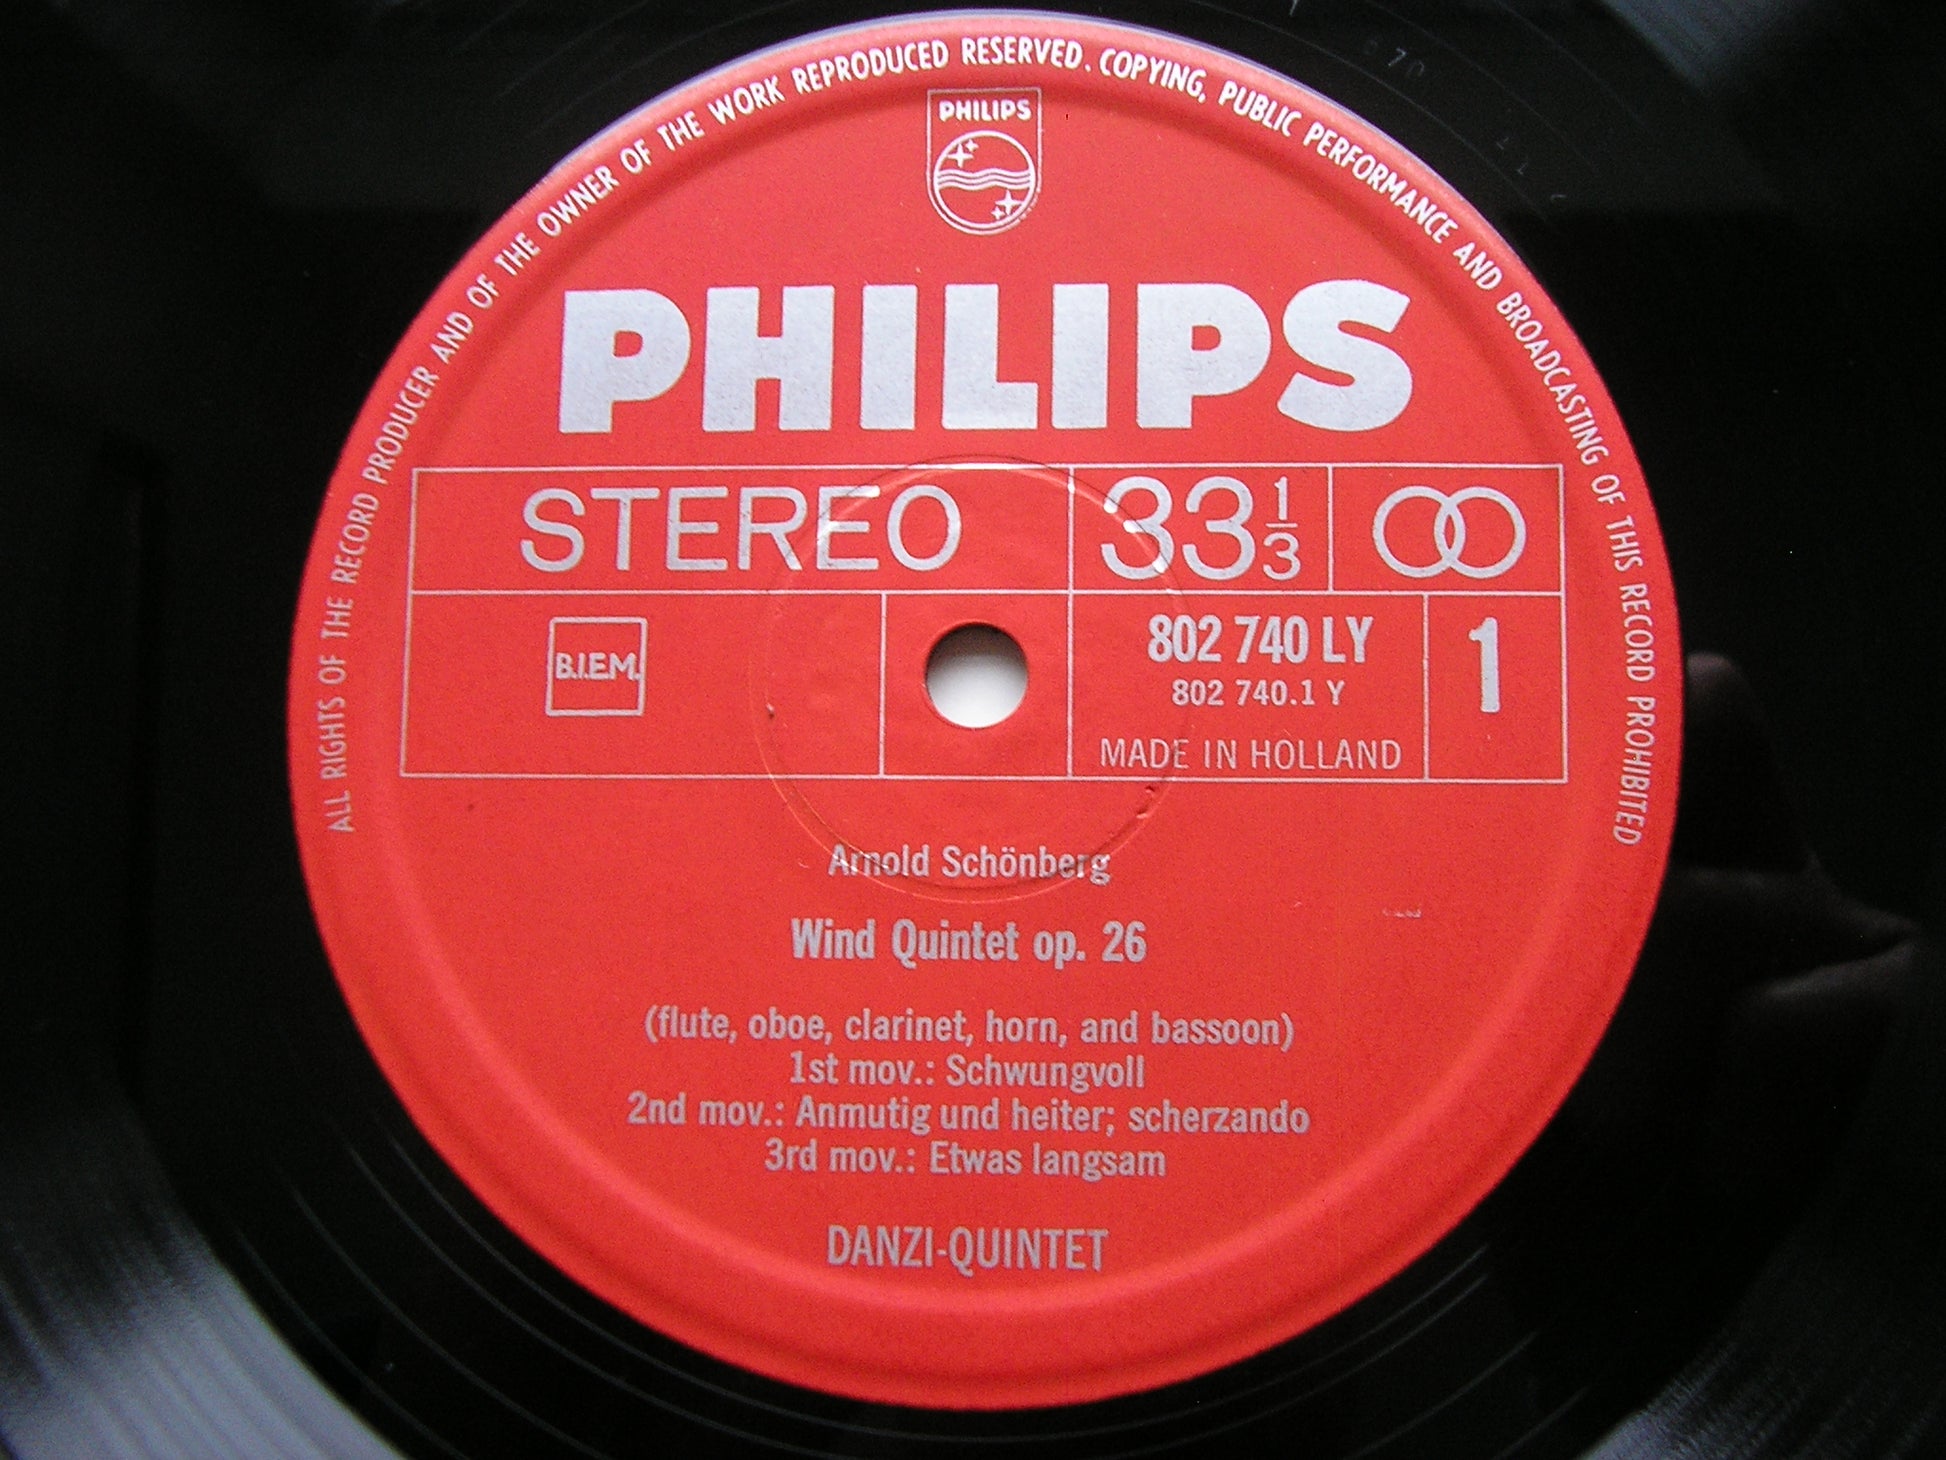 ALL RIGHTS OF THE RECORD PRODUCER AND OF THE OWNER OF THE WORK REPRODUCED RESERVED. COPYING, PUBLIC PERFORMANCE AND BROADCASTING OF THIS RECORD PROHIBITED
PHILIPS
PHILIPS
STEREO 33 1/3
B.I.E.M. 802 740 LY 1
802 740.1 Y
MADE IN HOLLAND
Arnold Schönberg
Wind Quintet op. 26
(flute, oboe, clarinet, horn, and bassoon)
1st mov.: Schwungvoll
2nd mov.: Anmutig und heiter; scherzando
3rd mov.: Etwas langsam
DANZI-QUINTET